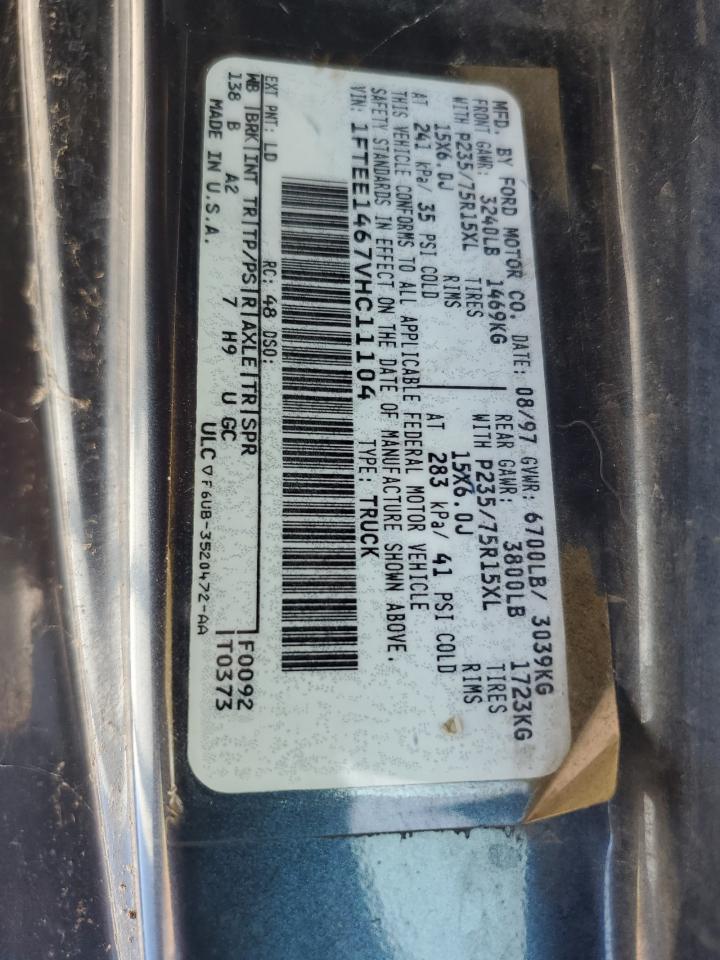 MFD. BY FORD MOTOR CO.
DATE: 08/97 GVWR: 6700LB/ 3039KG
FRONT GAWR: 3240LB 1469KG REAR GAWR: 3800LB 1723KG
WITH P235/75R15XL TIRES WITH P235/75R15XL TIRES
15X6.0J RIMS 15X6.0J RIMS
AT 241 kPa/ 35 PSI COLD AT 283 kPa/ 41 PSI COLD
THIS VEHICLE CONFORMS TO ALL APPLICABLE FEDERAL MOTOR VEHICLE
SAFETY STANDARDS IN EFFECT ON THE DATE OF MANUFACTURE SHOWN ABOVE.
VIN: 1FTEE1467VHC11104 TYPE: TRUCK
F0092
T0373
EXT PNT: LD RC: 48 DSO:
WB |BRK|INT TR|TP/PS|R|AXLE|TR|SPR
138 B A2 7 H9 U GC
MADE IN U.S.A. ULC ▽ F6UB-3520472-AA